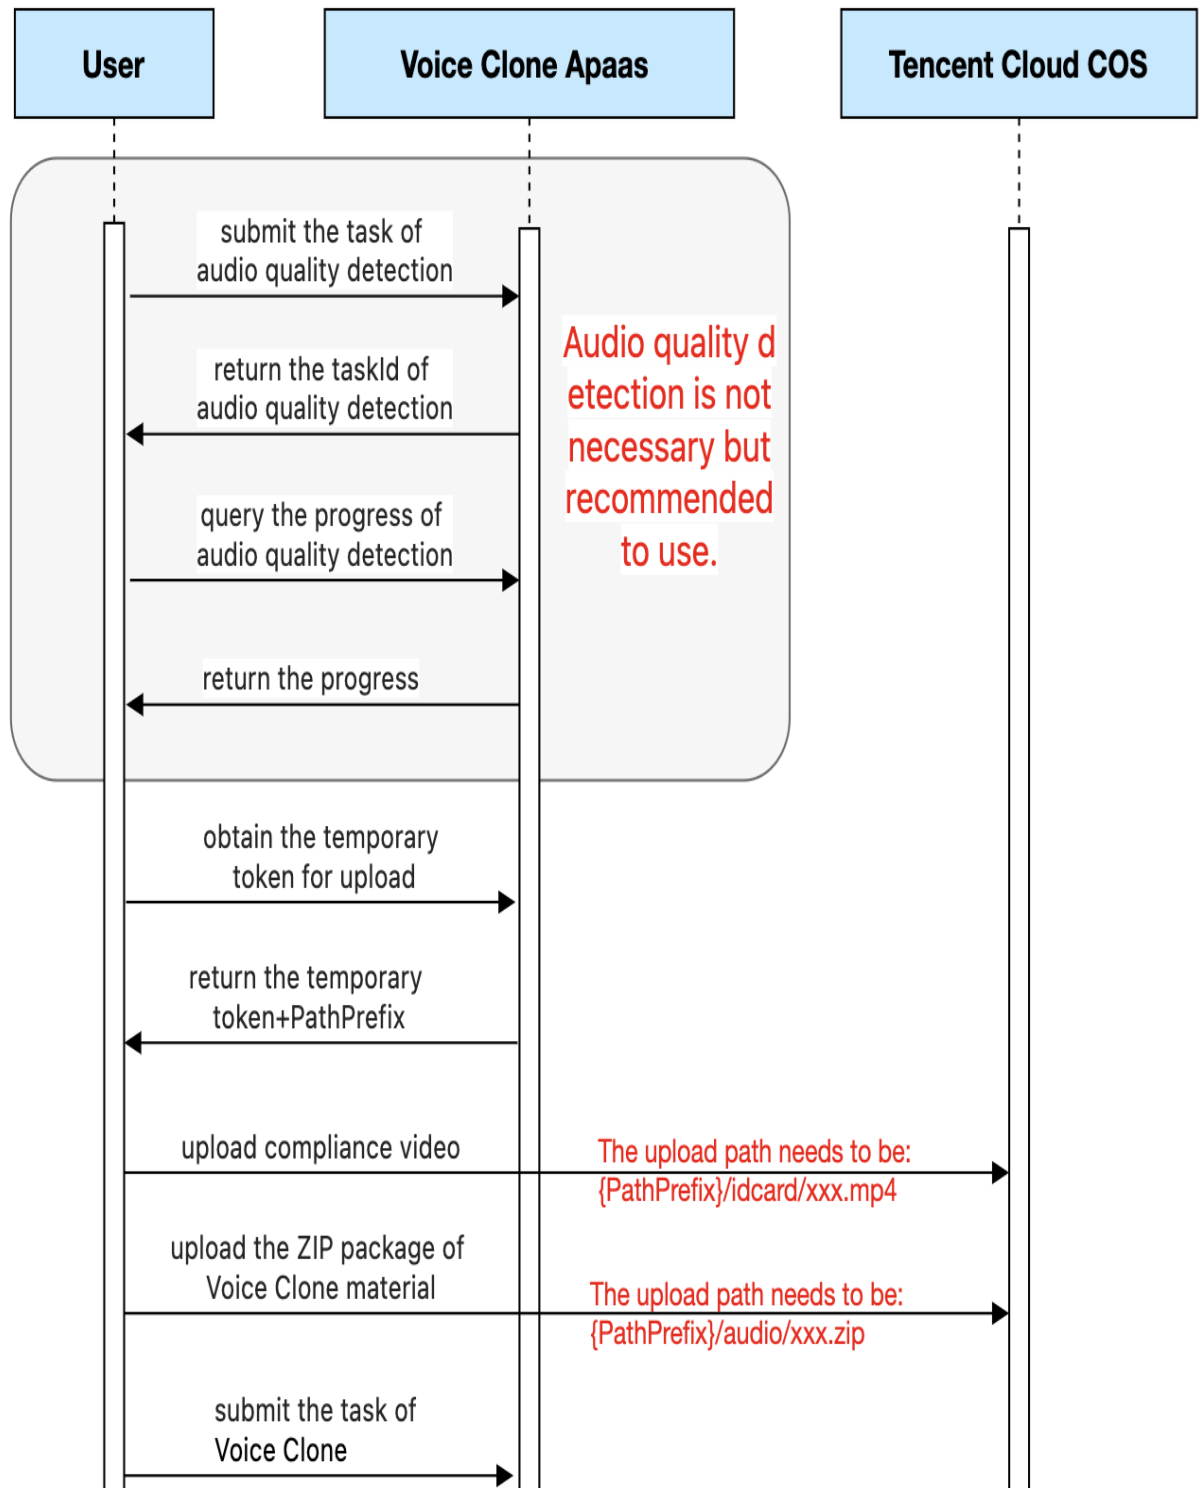 User
Voice Clone Apaas
Tencent Cloud COS
submit the task of
audio quality detection
return the taskId of
audio quality detection
Audio quality d
etection is not
necessary but
recommended
to use.
query the progress of
audio quality detection
return the progress
obtain the temporary
token for upload
return the temporary
token+PathPrefix
upload compliance video
The upload path needs to be:
{PathPrefix}/idcard/xxx.mp4
upload the ZIP package of
Voice Clone material
The upload path needs to be:
{PathPrefix}/audio/xxx.zip
submit the task of
Voice Clone